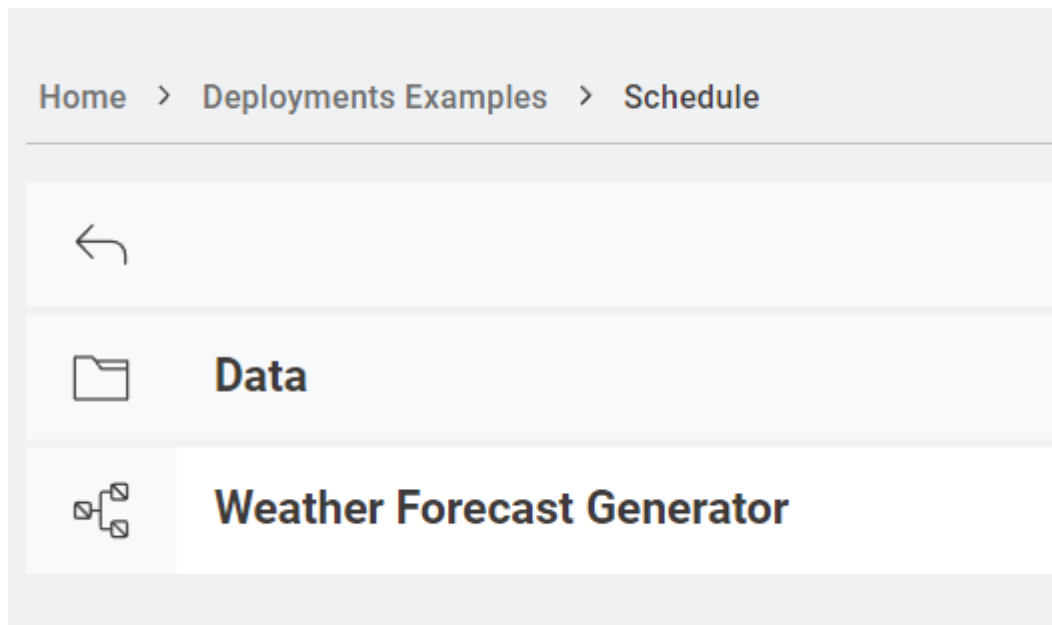 Home > Deployments Examples > Schedule
Data
Weather Forecast Generator